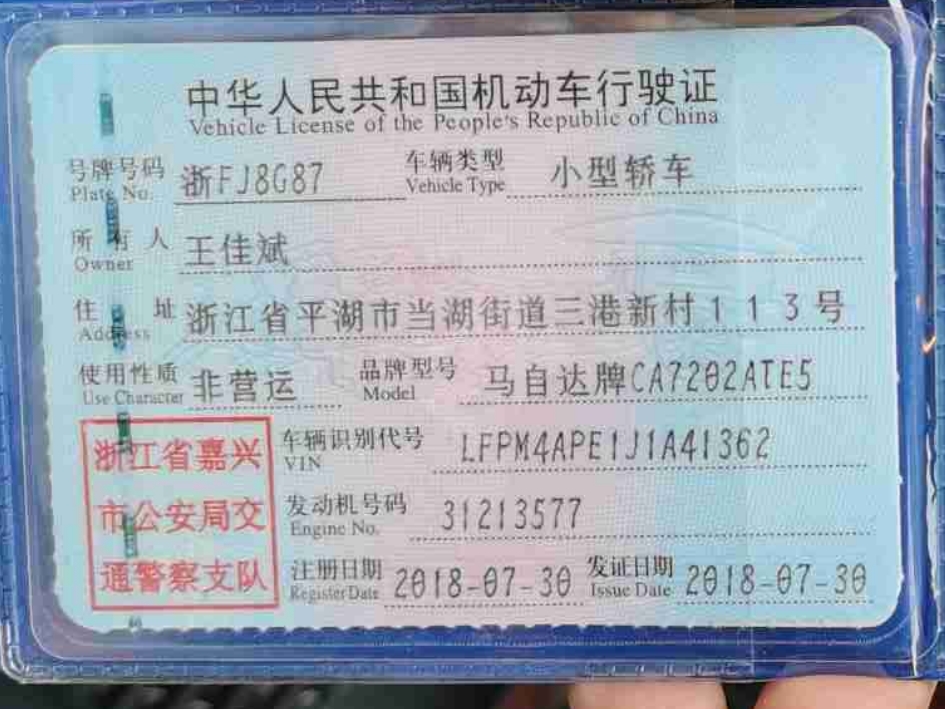 中华人民共和国机动车行驶证
Vehicle License of the People's Republic of China
号牌号码 浙FJ8G87 车辆类型 小型轿车
Plate No. Vehicle Type
所有人 王佳斌
Owner
住址 浙江省平湖市当湖街道三港新村113号
Address
使用性质 非营运 品牌型号 马自达牌CA7202ATE5
Use Character Model
浙江省嘉兴
市公安局交
通警察支队
车辆识别代号 LFPM4APE1J1A41362
VIN
发动机号码 31213577
Engine No.
注册日期 2018-07-30 发证日期 2018-07-30
Register Date Issue Date